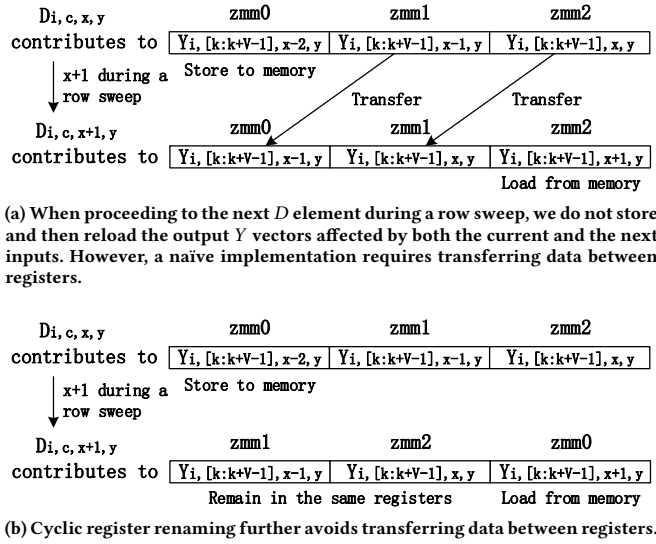 Di,c,x,y zmm0 zmm1 zmm2
contributes to Yi,[k:k+V-1],x-2,y Yi,[k:k+V-1],x-1,y Yi,[k:k+V-1],x,y
x+1 during a Store to memory
row sweep Transfer Transfer
Di,c,x+1,y zmm0 zmm1 zmm2
contributes to Yi,[k:k+V-1],x-1,y Yi,[k:k+V-1],x,y Yi,[k:k+V-1],x+1,y
Load from memory
(a) When proceeding to the next D element during a row sweep, we do not store
and then reload the output Y vectors affected by both the current and the next
inputs. However, a naïve implementation requires transferring data between
registers.
Di,c,x,y zmm0 zmm1 zmm2
contributes to Yi,[k:k+V-1],x-2,y Yi,[k:k+V-1],x-1,y Yi,[k:k+V-1],x,y
x+1 during a Store to memory
row sweep
Di,c,x+1,y zmm1 zmm2 zmm0
contributes to Yi,[k:k+V-1],x-1,y Yi,[k:k+V-1],x,y Yi,[k:k+V-1],x+1,y
Remain in the same registers Load from memory
(b) Cyclic register renaming further avoids transferring data between registers.